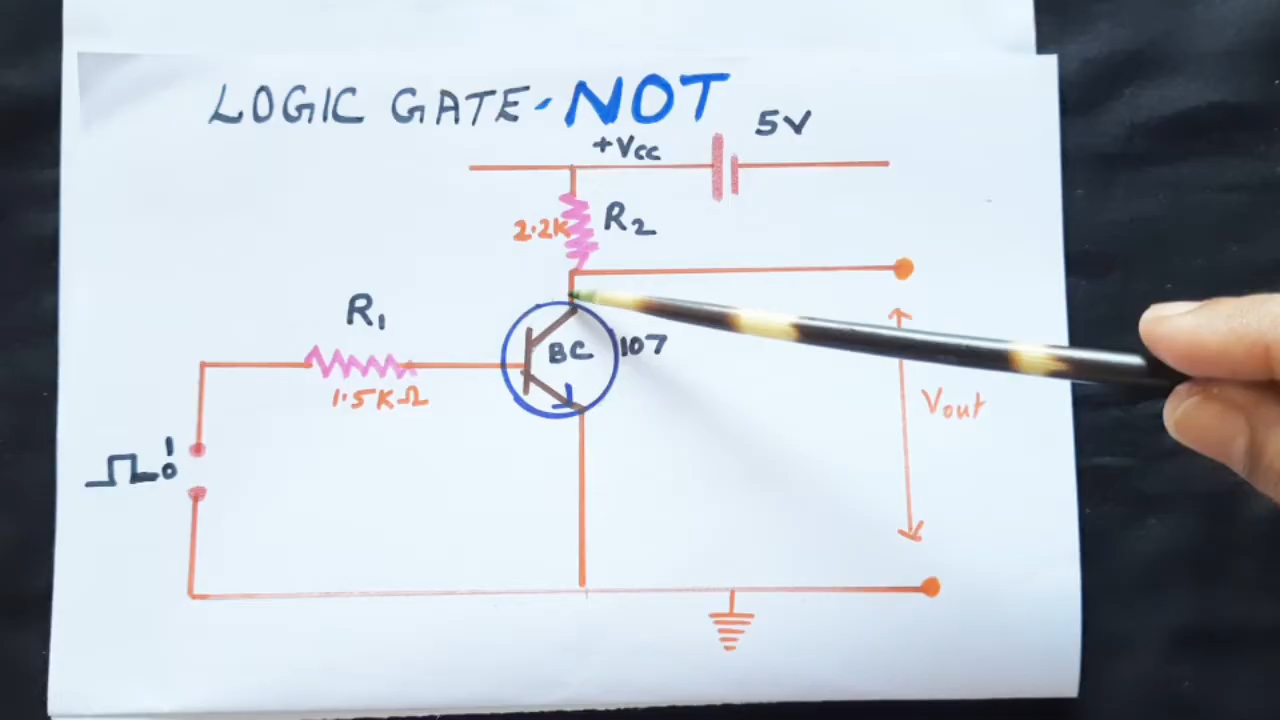 LOGIC GATE-NOT
5V
+Vcc
2.2K R2
R1
BC 107
1.5KΩ
Vout
1
0